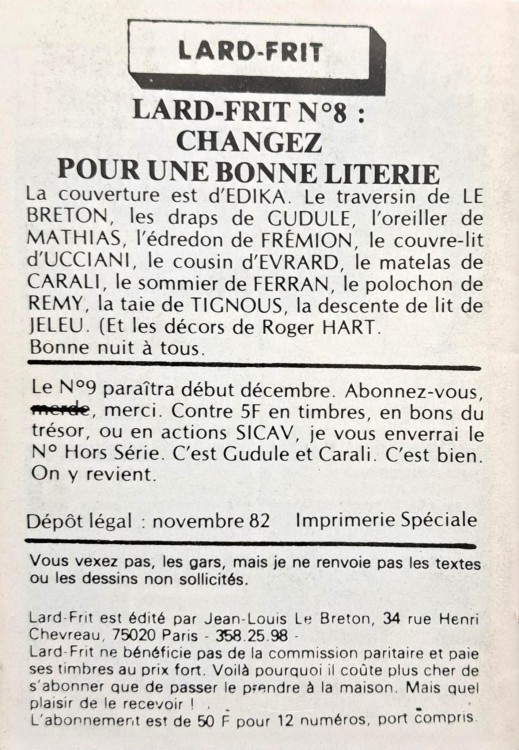 LARD-FRIT
LARD-FRIT N°8 :
CHANGEZ
POUR UNE BONNE LITERIE
La couverture est d'EDIKA. Le traversin de LE
BRETON, les draps de GUDULE, l'oreiller de
MATHIAS, l'édredon de FRÉMION, le couvre-lit
d'UCCIANI, le cousin d'EVRARD, le matelas de
CARALI, le sommier de FERRAN, le polochon de
REMY, la taie de TIGNOUS, la descente de lit de
JELEU. (Et les décors de Roger HART.
Bonne nuit à tous.
Le N°9 paraîtra début décembre. Abonnez-vous,
merde, merci. Contre 5F en timbres, en bons du
trésor, ou en actions SICAV, je vous enverrai le
N° Hors Série. C'est Gudule et Carali. C'est bien.
On y revient.
Dépôt légal : novembre 82 Imprimerie Spéciale
Vous vexez pas, les gars, mais je ne renvoie pas les textes
ou les dessins non sollicités.
Lard-Frit est édité par Jean-Louis Le Breton, 34 rue Henri
Chevreau, 75020 Paris - 358.25.98 -
Lard-Frit ne bénéficie pas de la commission paritaire et paie
ses timbres au prix fort. Voilà pourquoi il coûte plus cher de
s'abonner que de passer le prendre à la maison. Mais quel
plaisir de le recevoir !
L'abonnement est de 50 F pour 12 numéros, port compris.